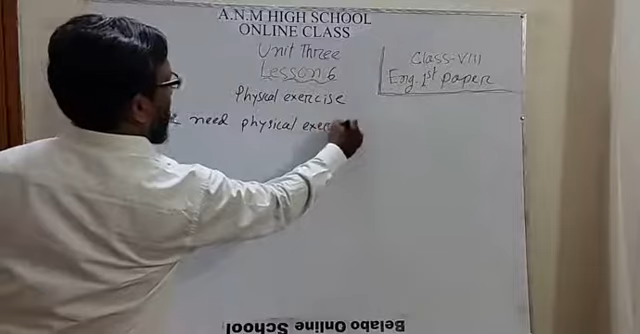 A.N.M HIGH SCHOOL
ONLINE CLASS
Unit Three
Lesson 6
Class-VIII
Eng. 1st paper
Physical exercise
need physical
Belabo Online School